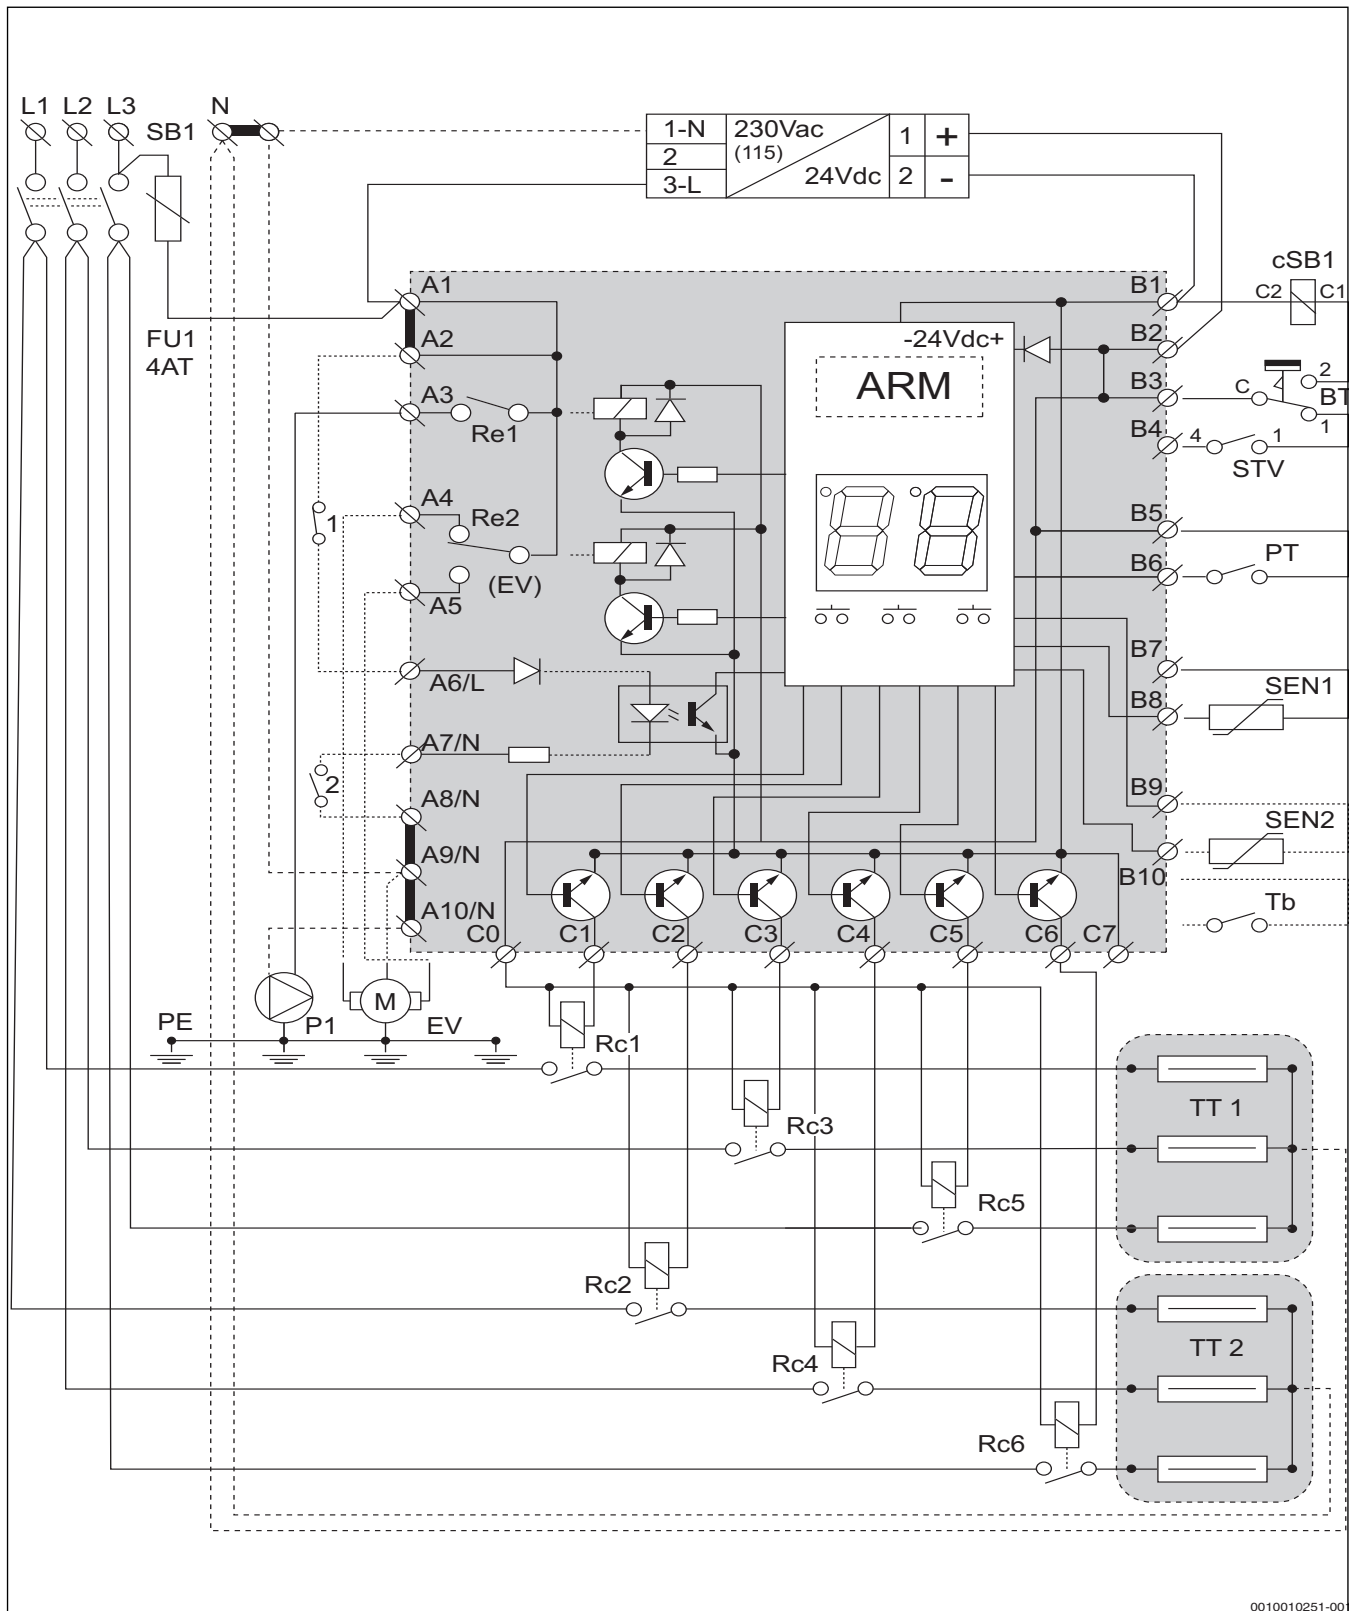 L1 L2 L3 SB1 N
1-N 230Vac 1 +
2 (115)
3-L 24Vdc 2 -
cSB1
A1 B1 C2 C1
FU1
4AT
A2 -24Vdc+ B2
ARM
A3 B3 C 2 BT
Re1 1
B4 4 1
STV
A4 Re2 B5
1
(EV) B6 PT
A5
B7
A6/L SEN1
B8
A7/N
2
A8/N B9
SEN2
A9/N
B10
A10/N Tb
C0 C1 C2 C3 C4 C5 C6 C7
M
PE P1 EV
Rc1
TT 1
Rc3
Rc5
Rc2
TT 2
Rc4
Rc6
0010010251-001